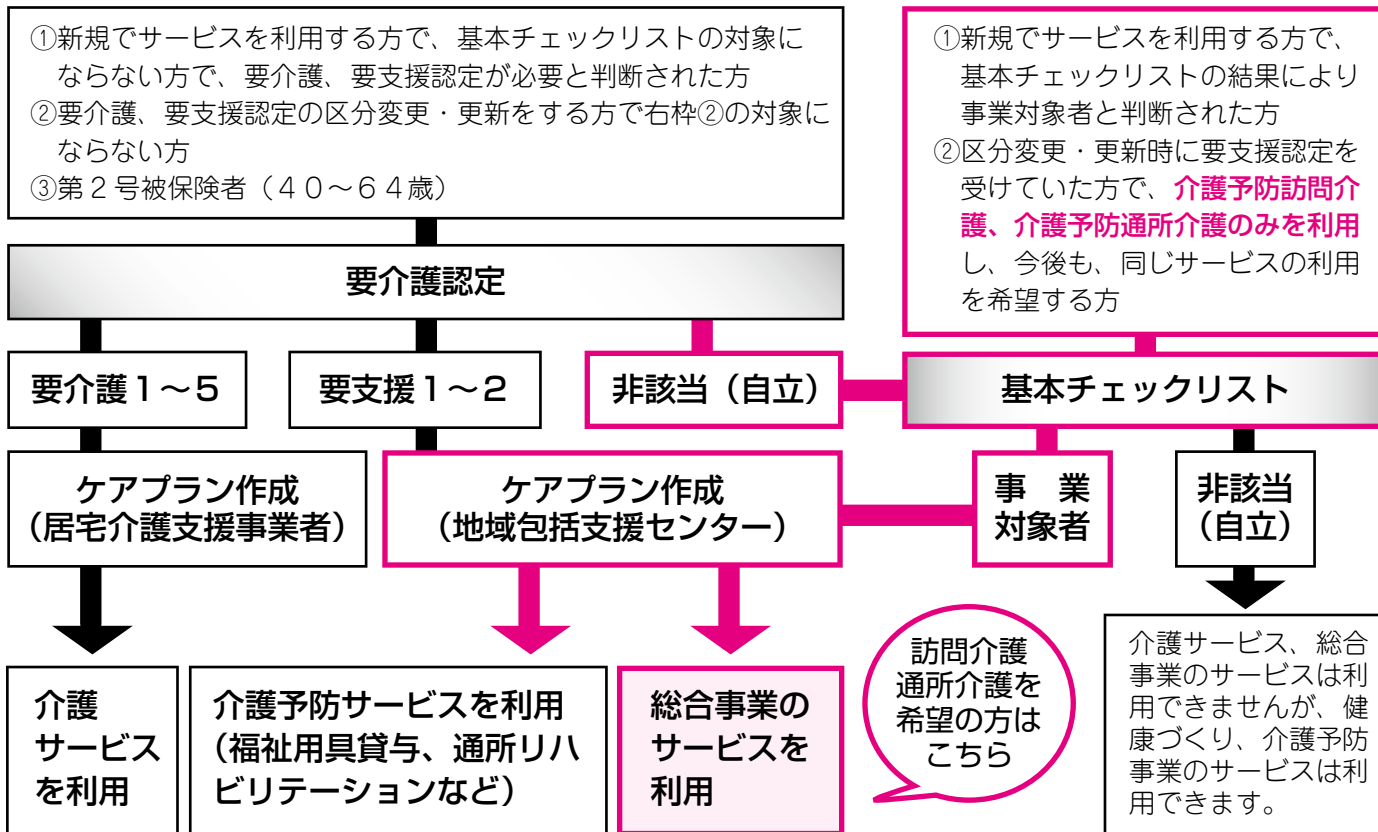 ①新規でサービスを利用する方で、基本チェックリストの対象に
ならない方で、要介護、要支援認定が必要と判断された方
②要介護、要支援認定の区分変更・更新をする方で右枠②の対象に
ならない方
③第２号被保険者（４０～６４歳）
①新規でサービスを利用する方で、
基本チェックリストの結果により
事業対象者と判断された方
②区分変更・更新時に要支援認定を
受けていた方で、介護予防訪問介
護、介護予防通所介護のみを利用
し、今後も、同じサービスの利用
を希望する方
要介護認定
要介護１～５
要支援１～２
非該当（自立）
基本チェックリスト
ケアプラン作成
（居宅介護支援事業者）
ケアプラン作成
（地域包括支援センター）
事　業
対象者
非該当
（自立）
介護
サービス
を利用
介護予防サービスを利用
（福祉用具貸与、通所リハ
ビリテーションなど）
総合事業の
サービスを
利用
訪問介護
通所介護を
希望の方は
こちら
介護サービス、総合
事業のサービスは利
用できませんが、健
康づくり、介護予防
事業のサービスは利
用できます。